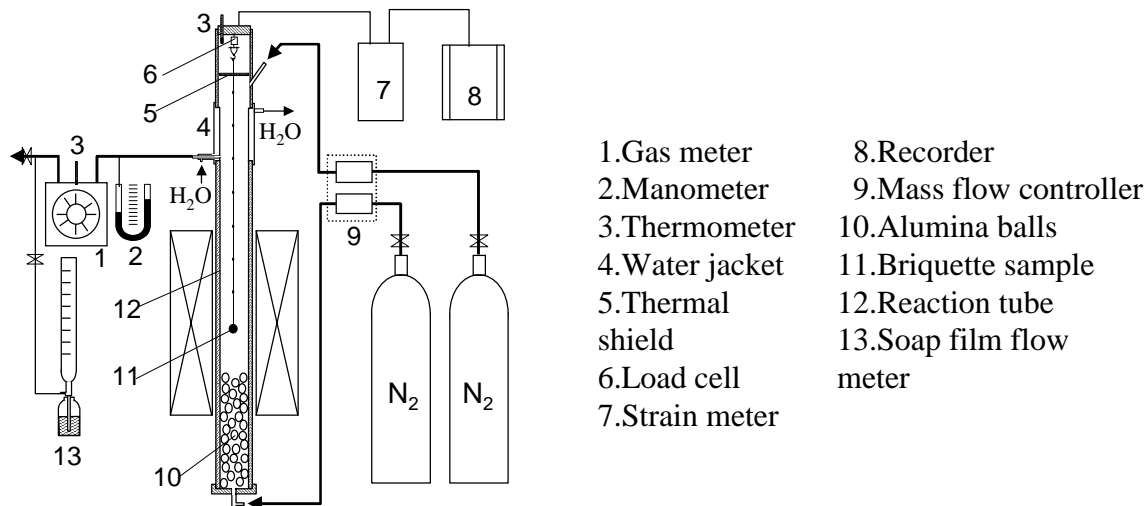 3
6
5
7
8
4
H₂O
3
H₂O
1
2
9
12
11
N₂
N₂
10
13
1.Gas meter
2.Manometer
3.Thermometer
4.Water jacket
5.Thermal
shield
6.Load cell
7.Strain meter
8.Recorder
9.Mass flow controller
10.Alumina balls
11.Briquette sample
12.Reaction tube
13.Soap film flow
meter